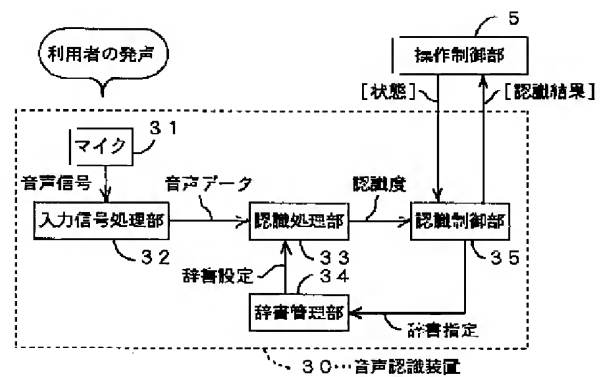 5
利用者の発声
操作制御部
[状態]
[認識結果]
31
マイク
音声信号
音声データ
認識度
入力信号処理部
認識処理部
認識制御部
32
33
35
辞書設定
34
辞書管理部
辞書指定
30…音声認識装置